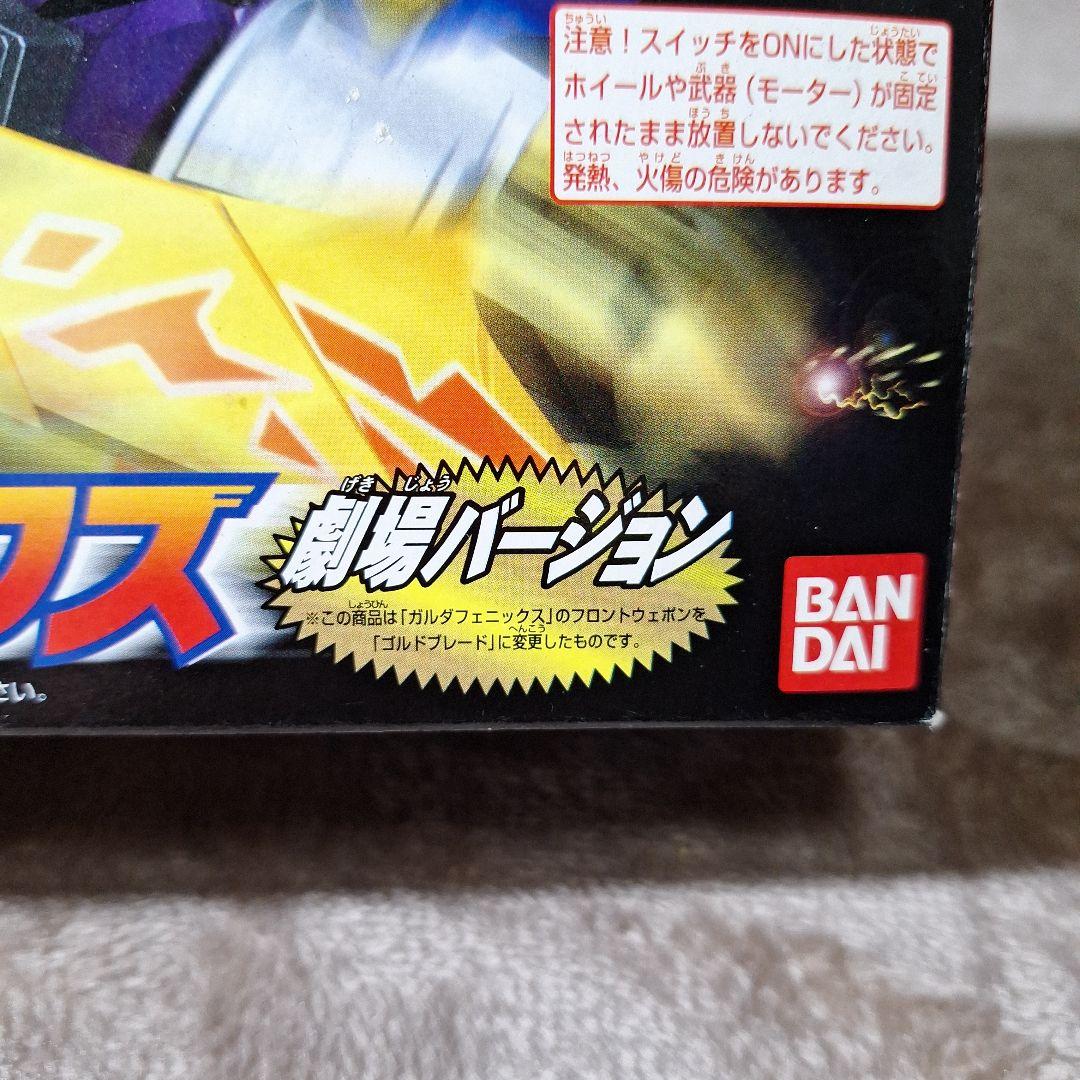 注意！スイッチをONにした状態で
ホイールや武器（モーター）が固定
されたまま放置しないでください。
発熱、火傷の危険があります。
クズ
劇場バージョン
※この商品は「ガルダフェニックス」のフロントウェポンを
「ゴルドブレード」に変更したものです。
BAN
DAI
さい。